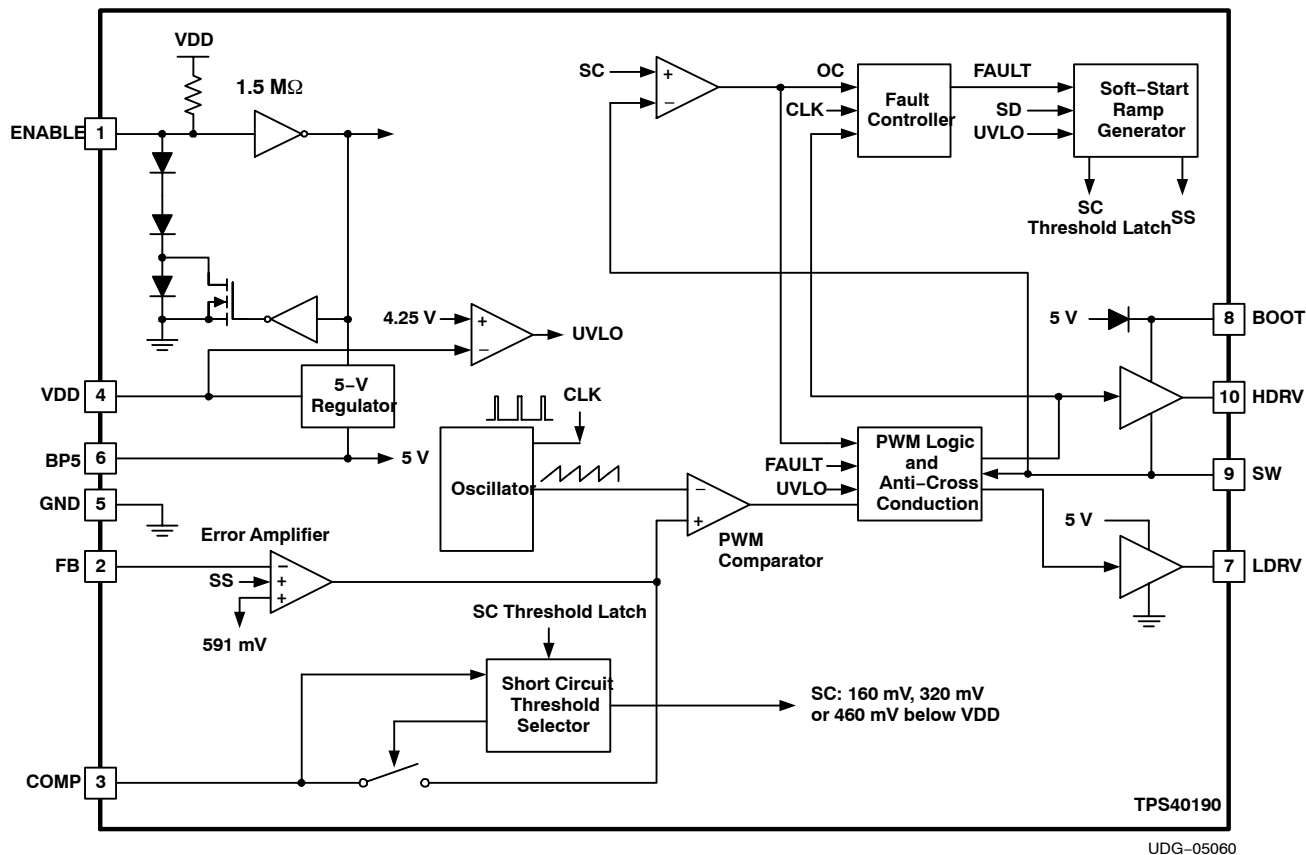 VDD
1.5 MΩ
ENABLE
1
SC
+
−
OC
CLK
Fault
Controller
FAULT
SD
UVLO
Soft−Start
Ramp
Generator
SC
Threshold Latch
SS
4.25 V
+
−
UVLO
5 V
8
BOOT
VDD
4
5−V
Regulator
CLK
10
HDRV
BP6
6
5 V
Oscillator
−
+
PWM
Comparator
FAULT
UVLO
PWM Logic
and
Anti−Cross
Conduction
9
SW
GND
5
5 V
Error Amplifier
FB
2
SS
−
+
+
591 mV
7
LDRV
SC Threshold Latch
Short Circuit
Threshold
Selector
SC: 160 mV, 320 mV
or 460 mV below VDD
COMP
3
TPS40190
UDG−05060